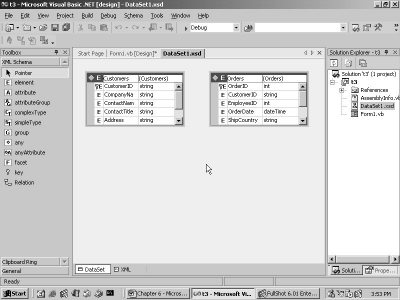 t3 - Microsoft Visual Basic .NET [design] - DataSet1.xsd
File Edit View Project Build Debug Schema Tools Window Help
Debug
Toolbox
XML Schema
Pointer
element
attribute
attributeGroup
complexType
simpleType
group
any
anyAttribute
facet
key
Relation
Clipboard Ring
General
Start Page Form1.vb [Design]* DataSet1.xsd
E Customers (Customers)
CustomerID string
E CompanyNa string
E ContactNam string
E ContactTitle string
E Address string
E Orders (Orders)
OrderID int
E CustomerID string
E EmployeeID int
E OrderDate dateTime
E ShipCountry string
DataSet XML
Solution Explorer - t3
Solution 't3' (1 project)
t3
References
AssemblyInfo.vb
DataSet1.xsd
Form1.vb
Soluti... Prope...
Ready
Start
Chapter 6 - Micros...
t3 - Microsoft Vi...
FullShot 6.01 Enter...
3:53 PM